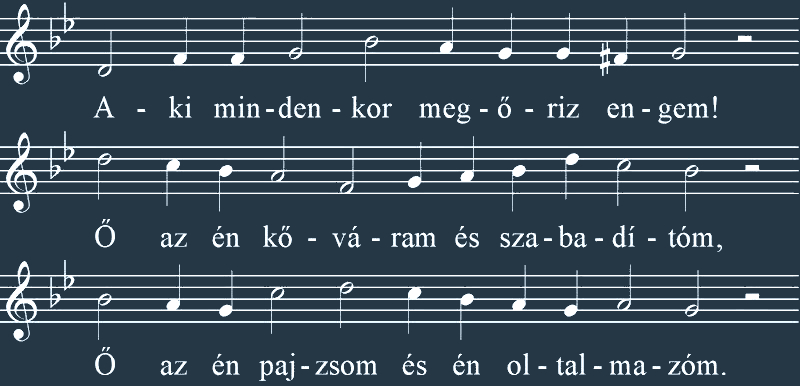 A - ki min - den - kor meg - ő - riz en - gem!
Ő az én kő - vá - ram és sza - ba - dí - tóm,
Ő az én paj - zsom és én ol - tal - ma - zóm.